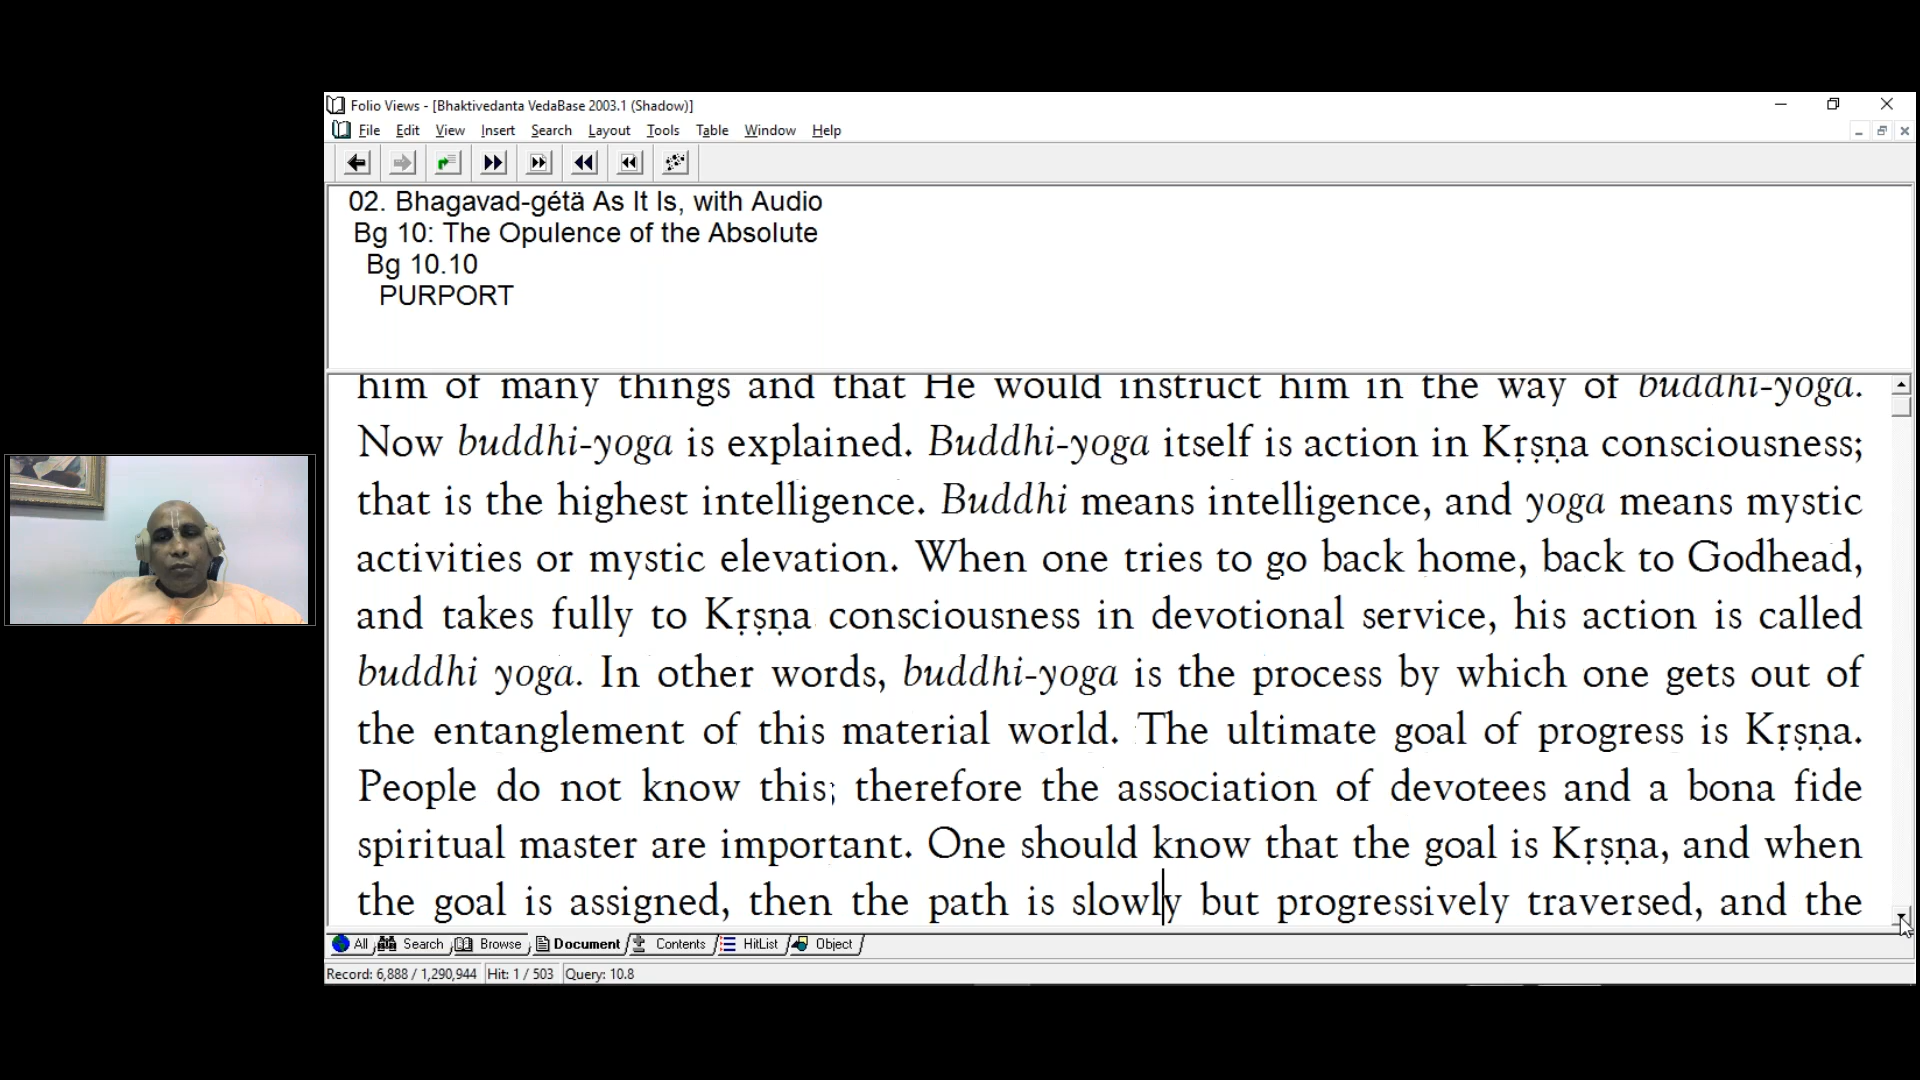 Folio Views - [Bhaktivedanta VedaBase 2003.1 (Shadow)]
File Edit View Insert Search Layout Tools Table Window Help
02. Bhagavad-gétä As It Is, with Audio
Bg 10: The Opulence of the Absolute
Bg 10.10
PURPORT
him of many things and that He would instruct him in the way of buddhi-yoga.
Now buddhi-yoga is explained. Buddhi-yoga itself is action in Kṛṣṇa consciousness;
that is the highest intelligence. Buddhi means intelligence, and yoga means mystic
activities or mystic elevation. When one tries to go back home, back to Godhead,
and takes fully to Kṛṣṇa consciousness in devotional service, his action is called
buddhi yoga. In other words, buddhi-yoga is the process by which one gets out of
the entanglement of this material world. The ultimate goal of progress is Kṛṣṇa.
People do not know this; therefore the association of devotees and a bona fide
spiritual master are important. One should know that the goal is Kṛṣṇa, and when
the goal is assigned, then the path is slowly but progressively traversed, and the
All Search Browse Document Contents HitList Object
Record: 6,888 / 1,290,944 Hit: 1 / 503 Query: 10.8